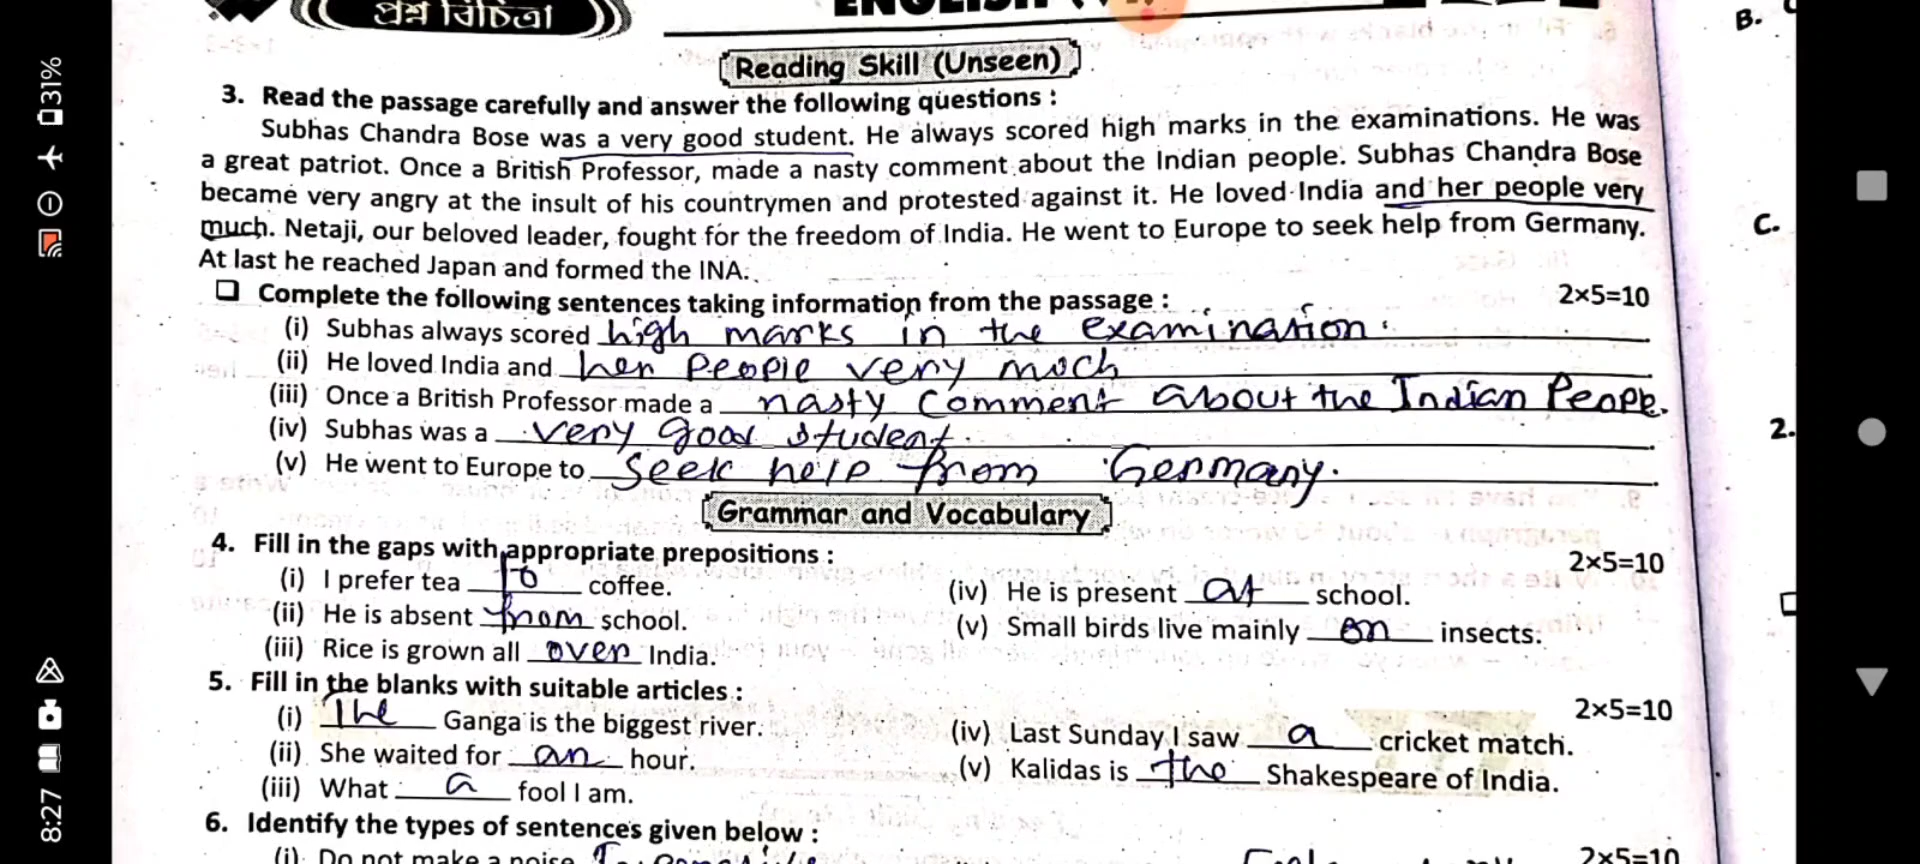 প্রশ্ন বিচিত্রা
B.
Reading Skill (Unseen)
3. Read the passage carefully and answer the following questions :
Subhas Chandra Bose was a very good student. He always scored high marks in the examinations. He was
a great patriot. Once a British Professor, made a nasty comment about the Indian people. Subhas Chandra Bose
became very angry at the insult of his countrymen and protested against it. He loved India and her people very
much. Netaji, our beloved leader, fought for the freedom of India. He went to Europe to seek help from Germany.
C.
At last he reached Japan and formed the INA.
❑ Complete the following sentences taking information from the passage : 2×5=10
(i) Subhas always scored high marks in the examination.
(ii) He loved India and her people very much
(iii) Once a British Professor made a nasty comment about the Indian People.
(iv) Subhas was a very good student.
2.
(v) He went to Europe to seek help from Germany.
Grammar and Vocabulary
4. Fill in the gaps with appropriate prepositions : 2×5=10
(i) I prefer tea to coffee.
(ii) He is absent from school.
(iii) Rice is grown all over India.
(iv) He is present at school.
(v) Small birds live mainly on insects.
5. Fill in the blanks with suitable articles : 2×5=10
(i) The Ganga is the biggest river.
(ii) She waited for an hour.
(iii) What a fool I am.
(iv) Last Sunday I saw a cricket match.
(v) Kalidas is the Shakespeare of India.
6. Identify the types of sentences given below : 2×5=10
(i) Do not make a noise
31%
8:27